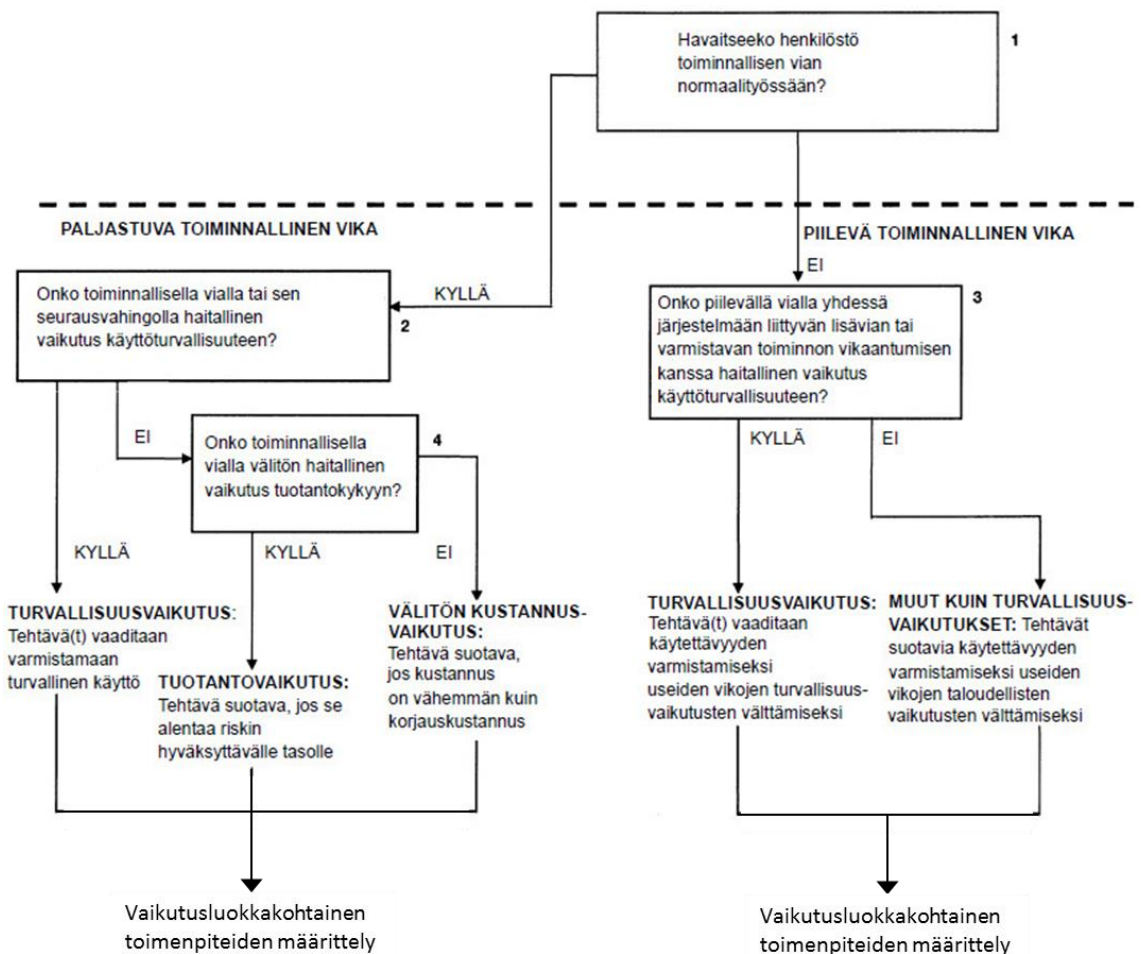 Havaitseeko henkilöstö
toiminnallisen vian
normaalityössään?
1
PALJASTUVA TOIMINNALLINEN VIKA
PIILEVÄ TOIMINNALLINEN VIKA
KYLLÄ
EI
Onko toiminnallisella vialla tai sen
seurausvahingolla haitallinen
vaikutus käyttöturvallisuuteen?
2
Onko piilevällä vialla yhdessä
järjestelmään liittyvän lisävian tai
varmistavan toiminnon vikaantumisen
kanssa haitallinen vaikutus
käyttöturvallisuuteen?
3
EI
Onko toiminnallisella
vialla välitön haitallinen
vaikutus tuotantokykyyn?
4
KYLLÄ
EI
KYLLÄ
KYLLÄ
EI
TURVALLISUUSVAIKUTUS:
Tehtävä(t) vaaditaan
varmistamaan
turvallinen käyttö
TUOTANTOVAIKUTUS:
Tehtävä suotava, jos se
alentaa riskin
hyväksyttävälle tasolle
VÄLITÖN KUSTANNUS-
VAIKUTUS:
Tehtävä suotava,
jos kustannus
on vähemmän kuin
korjauskustannus
TURVALLISUUSVAIKUTUS:
Tehtävä(t) vaaditaan
käytettävyyden
varmistamiseksi
useiden vikojen turvallisuus-
vaikutusten välttämiseksi
MUUT KUIN TURVALLISUUS-
VAIKUTUKSET: Tehtävät
suotavia käytettävyyden
varmistamiseksi useiden
vikojen taloudellisten
vaikutusten välttämiseksi
Vaikutusluokkakohtainen
toimenpiteiden määrittely
Vaikutusluokkakohtainen
toimenpiteiden määrittely